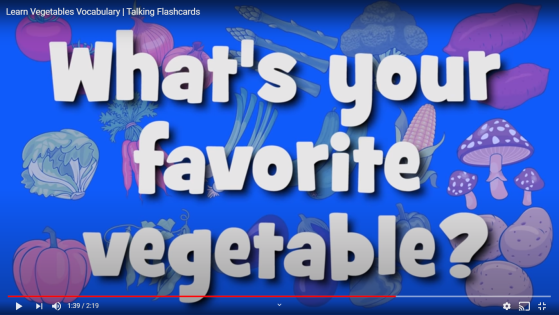 Learn Vegetables Vocabulary | Talking Flashcards
What's your
favorite
vegetable?
1:39 / 2:19